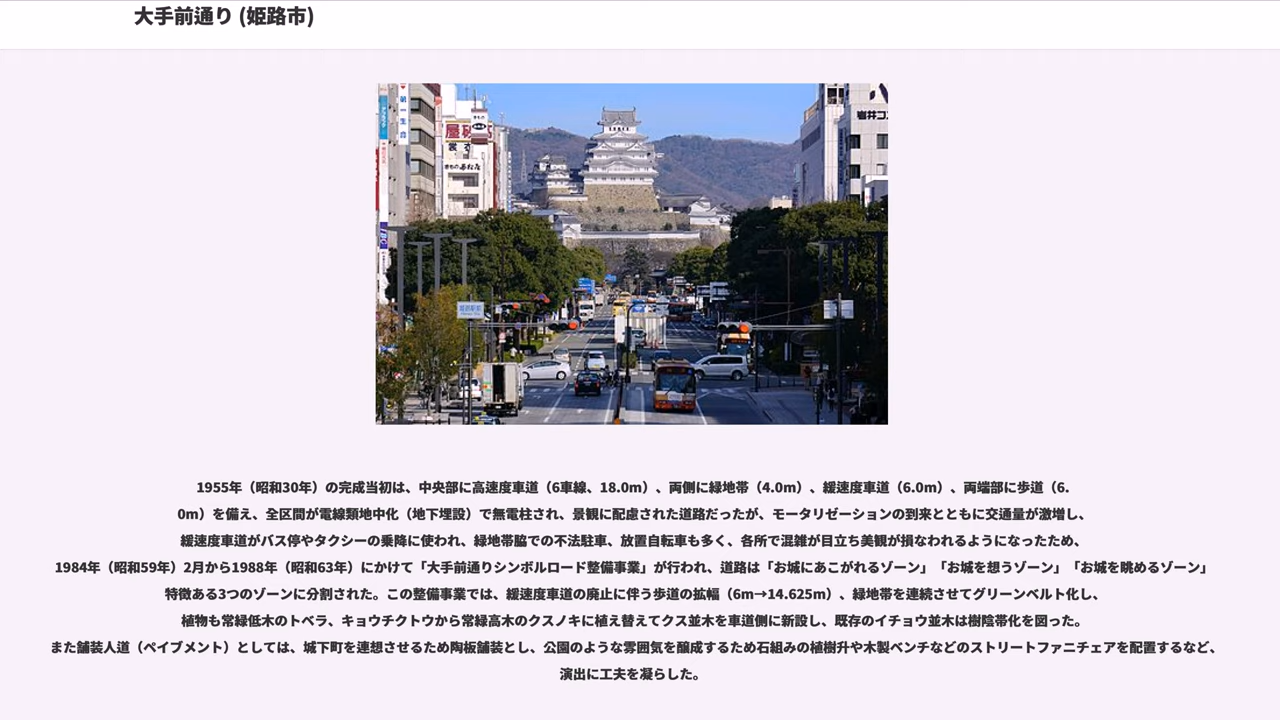 大手前通り (姫路市)
第一生命
岩井コ
姫路駅前
1955年（昭和30年）の完成当初は、中央部に高速度車道（6車線、18.0m）、両側に緑地帯（4.0m）、緩速度車道（6.0m）、両端部に歩道（6.
0m）を備え、全区間が電線類地中化（地下埋設）で無電柱され、景観に配慮された道路だったが、モータリゼーションの到来とともに交通量が激増し、
緩速度車道がバス停やタクシーの乗降に使われ、緑地帯脇での不法駐車、放置自転車も多く、各所で混雑が目立ち美観が損なわれるようになったため、
1984年（昭和59年）2月から1988年（昭和63年）にかけて「大手前通りシンボルロード整備事業」が行われ、道路は「お城にあこがれるゾーン」「お城を想うゾーン」「お城を眺めるゾーン」
特徴ある3つのゾーンに分割された。この整備事業では、緩速度車道の廃止に伴う歩道の拡幅（6m→14.625m）、緑地帯を連続させてグリーンベルト化し、
植物も常緑低木のトベラ、キョウチクトウから常緑高木のクスノキに植え替えてクス並木を車道側に新設し、既存のイチョウ並木は樹陰帯化を図った。
また舗装人道（ペイブメント）としては、城下町を連想させるため陶板舗装とし、公園のような雰囲気を醸成するため石組みの植樹升や木製ベンチなどのストリートファニチェアを配置するなど、
演出に工夫を凝らした。